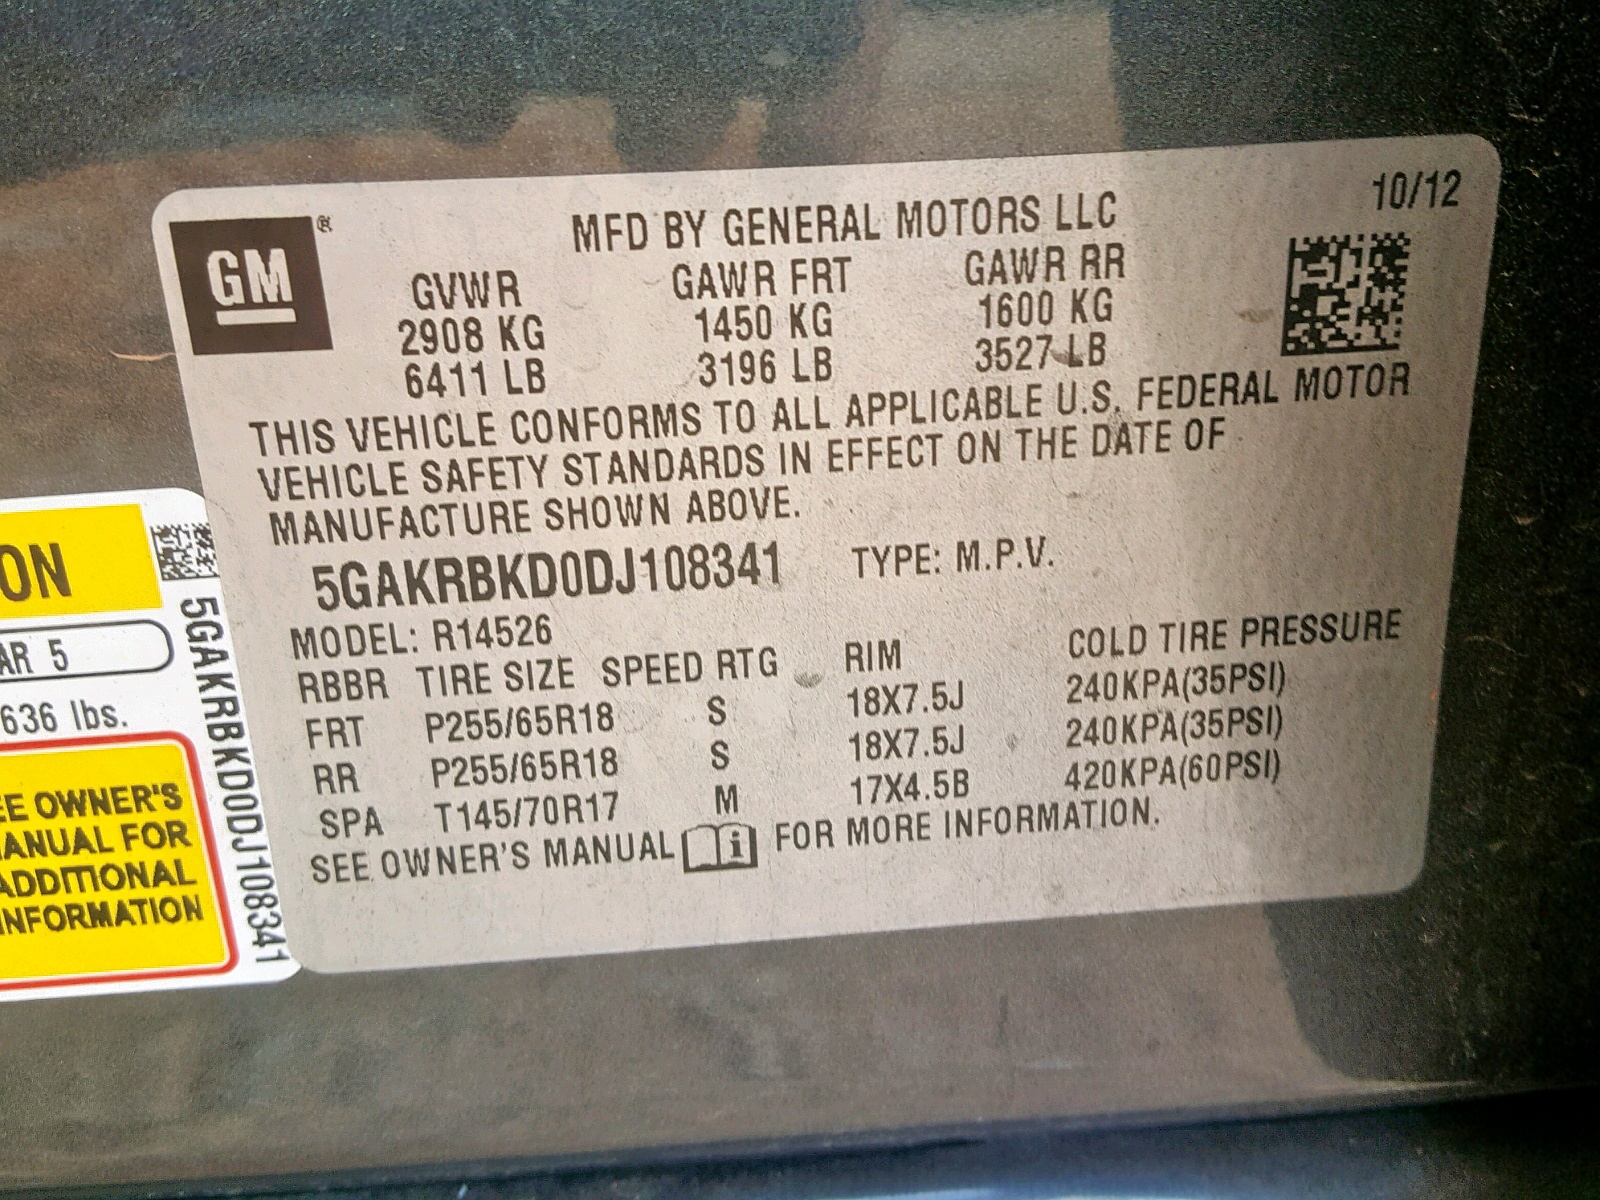 10/12
GM®
MFD BY GENERAL MOTORS LLC
GVWR GAWR FRT GAWR RR
2908 KG 1450 KG 1600 KG
6411 LB 3196 LB 3527 LB
THIS VEHICLE CONFORMS TO ALL APPLICABLE U.S. FEDERAL MOTOR
VEHICLE SAFETY STANDARDS IN EFFECT ON THE DATE OF
MANUFACTURE SHOWN ABOVE.
5GAKRBKD0DJ108341 TYPE: M.P.V.
MODEL: R14526
RBBR TIRE SIZE SPEED RTG RIM COLD TIRE PRESSURE
FRT P255/65R18 S 18X7.5J 240KPA(35PSI)
RR P255/65R18 S 18X7.5J 240KPA(35PSI)
SPA T145/70R17 M 17X4.5B 420KPA(60PSI)
SEE OWNER'S MANUAL i FOR MORE INFORMATION.
ON
AR 5
636 lbs.
EE OWNER'S
ANUAL FOR
ADDITIONAL
INFORMATION
5GAKRBKD0DJ108341